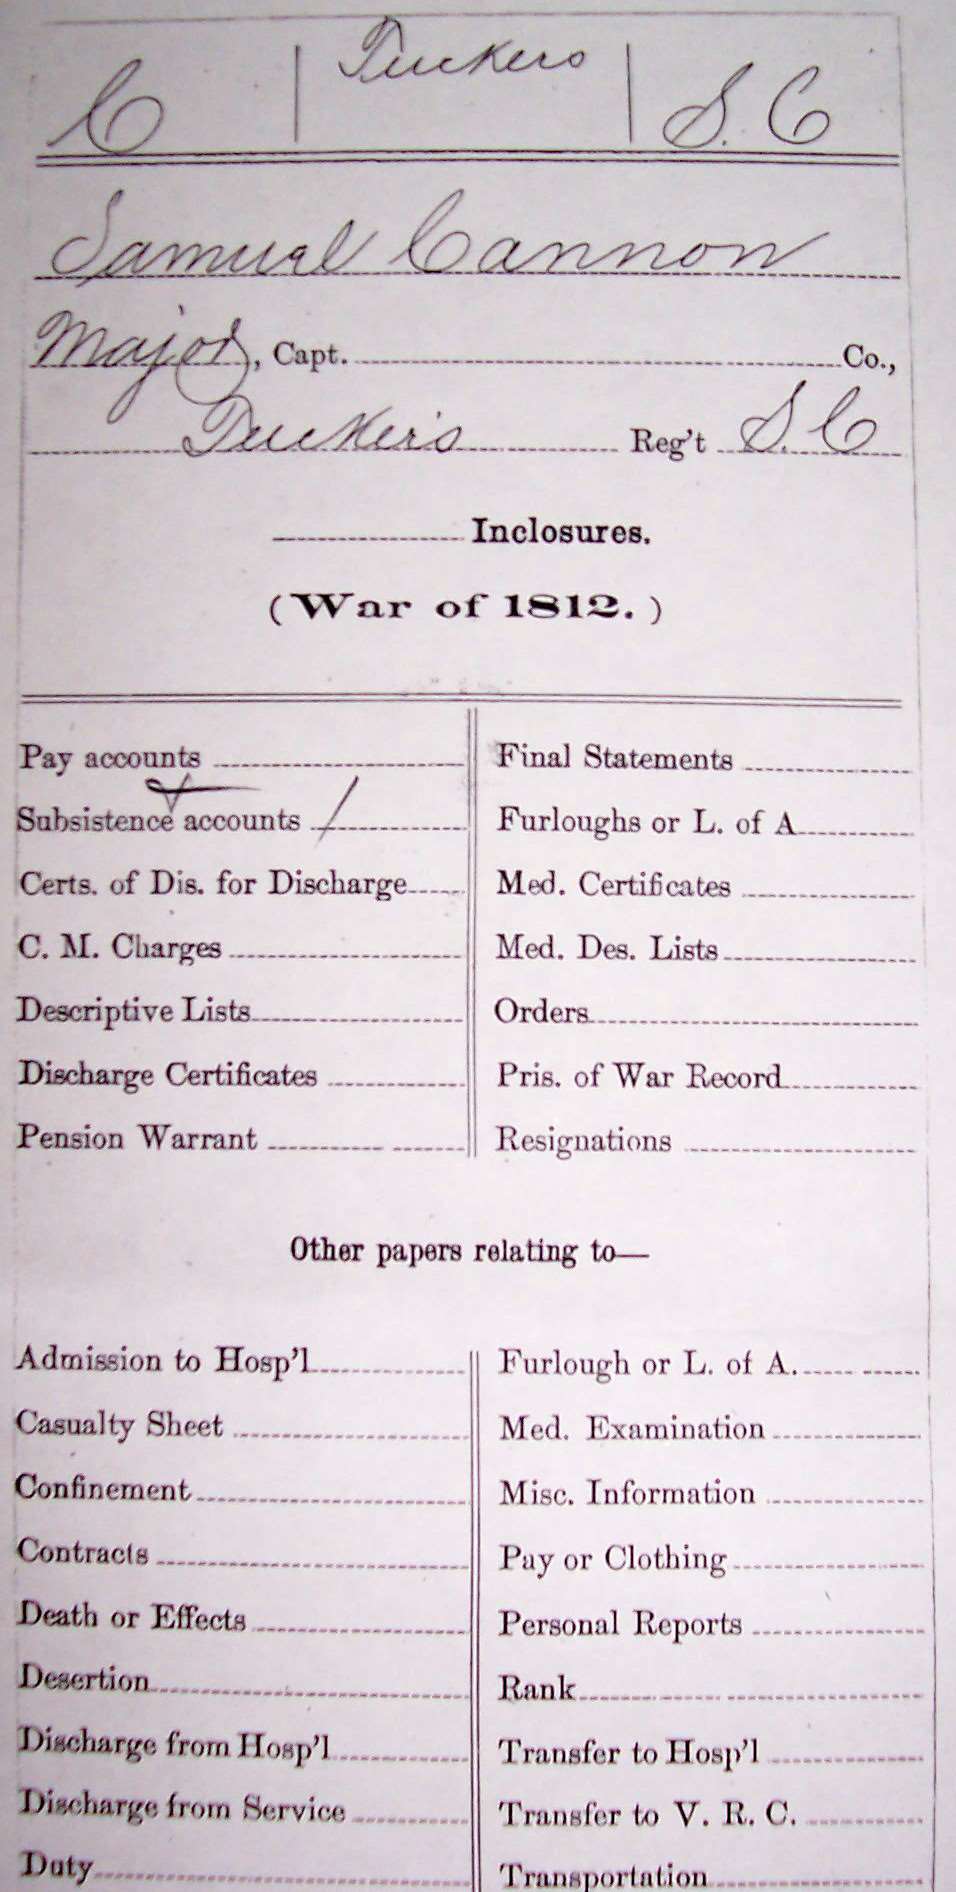 C | Tuckers | S. C
Samual Cannon
Major, Capt. Co.,
Tucker's Reg't S. C
Inclosures.
(War of 1812.)
Pay accounts
Subsistence accounts /
Certs. of Dis. for Discharge
C. M. Charges
Descriptive Lists
Discharge Certificates
Pension Warrant
Final Statements
Furloughs or L. of A
Med. Certificates
Med. Des. Lists
Orders
Pris. of War Record
Resignations
Other papers relating to—
Admission to Hosp'l
Casualty Sheet
Confinement
Contracts
Death or Effects
Desertion
Discharge from Hosp'l
Discharge from Service
Duty
Furlough or L. of A.
Med. Examination
Misc. Information
Pay or Clothing
Personal Reports
Rank
Transfer to Hosp'l
Transfer to V. R. C.
Transportation